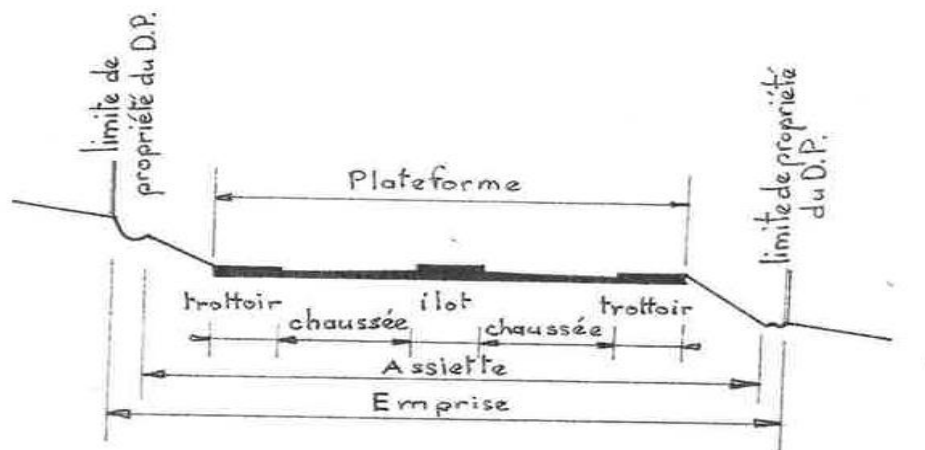 limite de
propriété du D.P.
limite de propriété
du D.P.
Plateforme
trottoir
ilot
trottoir
chaussée
chaussée
Assiette
Emprise